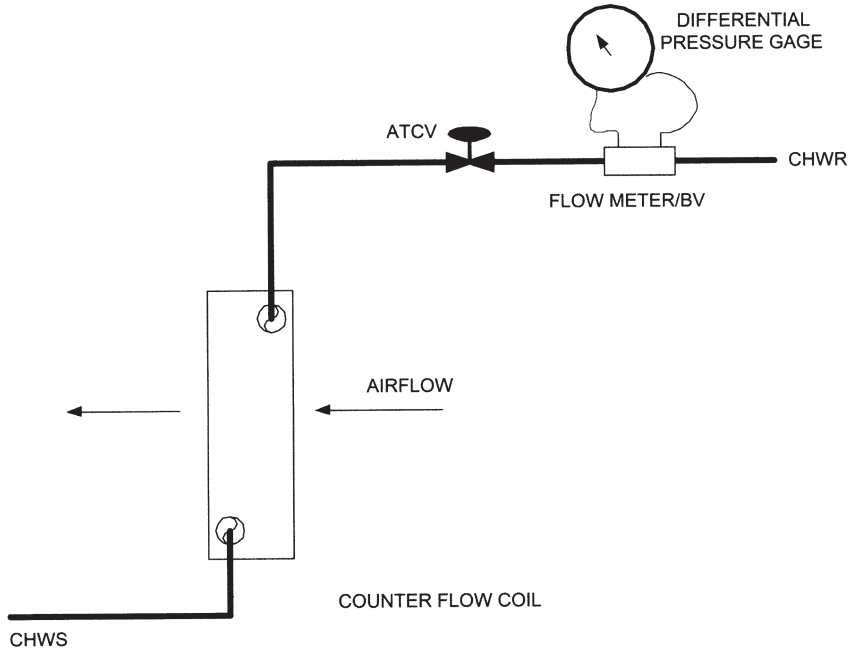 DIFFERENTIAL
PRESSURE GAGE
ATCV
CHWR
FLOW METER/BV
AIRFLOW
COUNTER FLOW COIL
CHWS